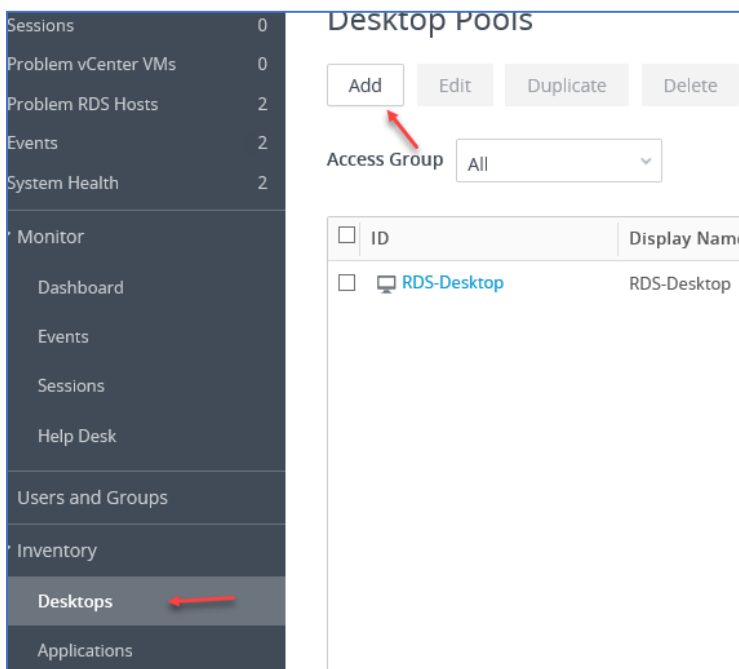 Sessions 0
Problem vCenter VMs 0
Problem RDS Hosts 2
Events 2
System Health 2
Monitor
Dashboard
Events
Sessions
Help Desk
Users and Groups
Inventory
Desktops
Applications
Desktop Pools
Add Edit Duplicate Delete
Access Group All
ID Display Name
RDS-Desktop RDS-Desktop